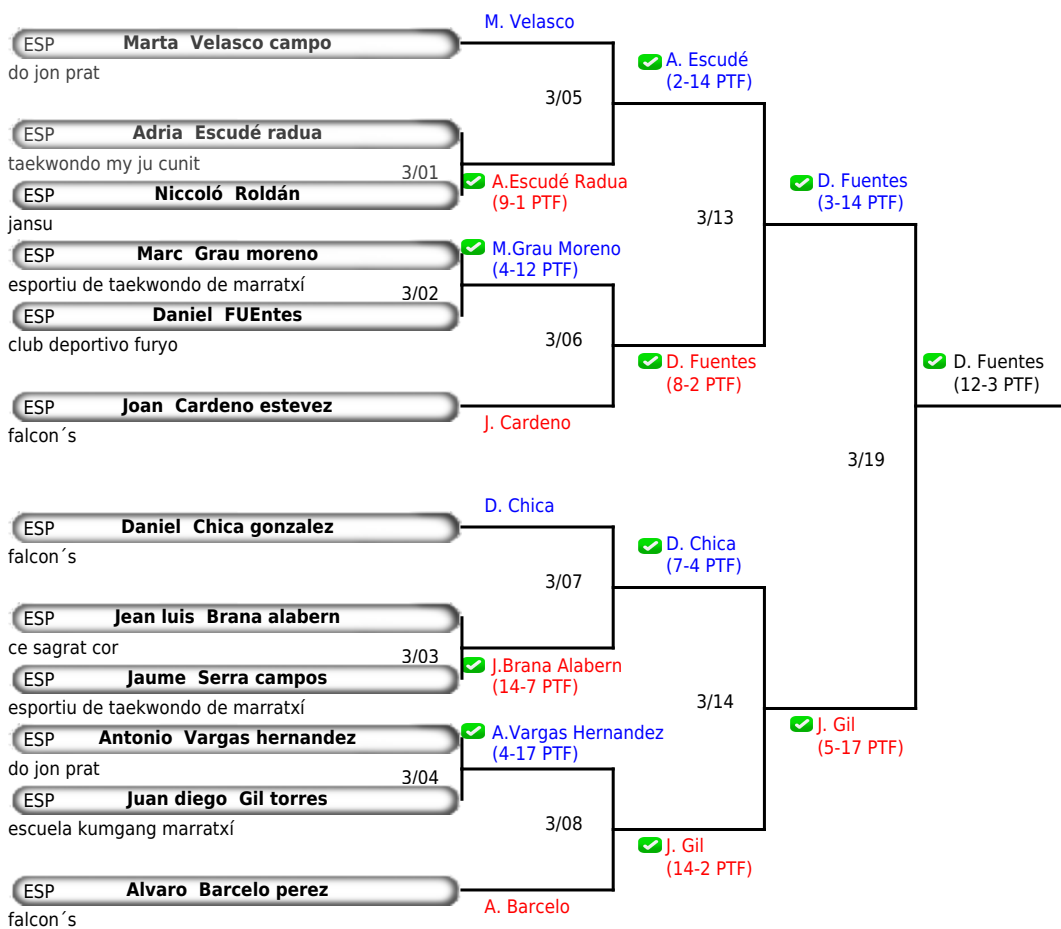 M. Velasco
ESP Marta Velasco campo
do jon prat
A. Escudé
(2-14 PTF)
3/05
ESP Adria Escudé radua
taekwondo my ju cunit
3/01
A.Escudé Radua
(9-1 PTF)
ESP Niccoló Roldán
jansu
D. Fuentes
(3-14 PTF)
3/13
ESP Marc Grau moreno
M.Grau Moreno
(4-12 PTF)
esportiu de taekwondo de marratxí
3/02
ESP Daniel FUEntes
club deportivo furyo
3/06
D. Fuentes
(8-2 PTF)
D. Fuentes
(12-3 PTF)
ESP Joan Cardeno estevez
J. Cardeno
falcon´s
3/19
D. Chica
ESP Daniel Chica gonzalez
falcon´s
D. Chica
(7-4 PTF)
3/07
ESP Jean luis Brana alabern
ce sagrat cor
3/03
J.Brana Alabern
(14-7 PTF)
ESP Jaume Serra campos
esportiu de taekwondo de marratxí
3/14
J. Gil
(5-17 PTF)
ESP Antonio Vargas hernandez
A.Vargas Hernandez
(4-17 PTF)
do jon prat
3/04
ESP Juan diego Gil torres
escuela kumgang marratxí
3/08
J. Gil
(14-2 PTF)
ESP Alvaro Barcelo perez
A. Barcelo
falcon´s